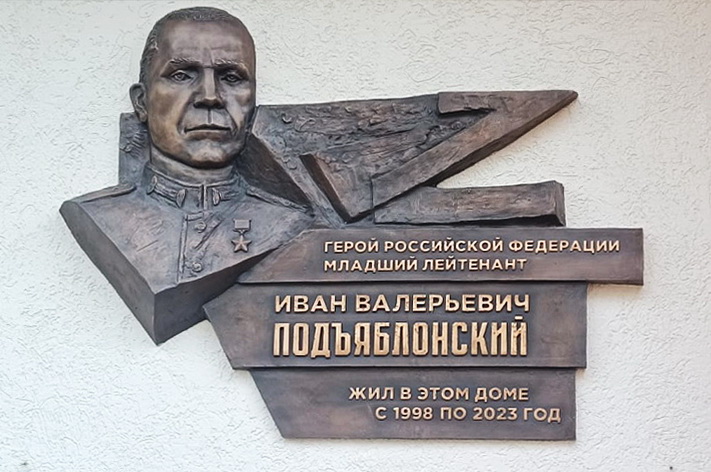 ГЕРОЙ РОССИЙСКОЙ ФЕДЕРАЦИИ
МЛАДШИЙ ЛЕЙТЕНАНТ
ИВАН ВАЛЕРЬЕВИЧ
ПОДЪЯБЛОНСКИЙ
ЖИЛ В ЭТОМ ДОМЕ
С 1998 ПО 2023 ГОД